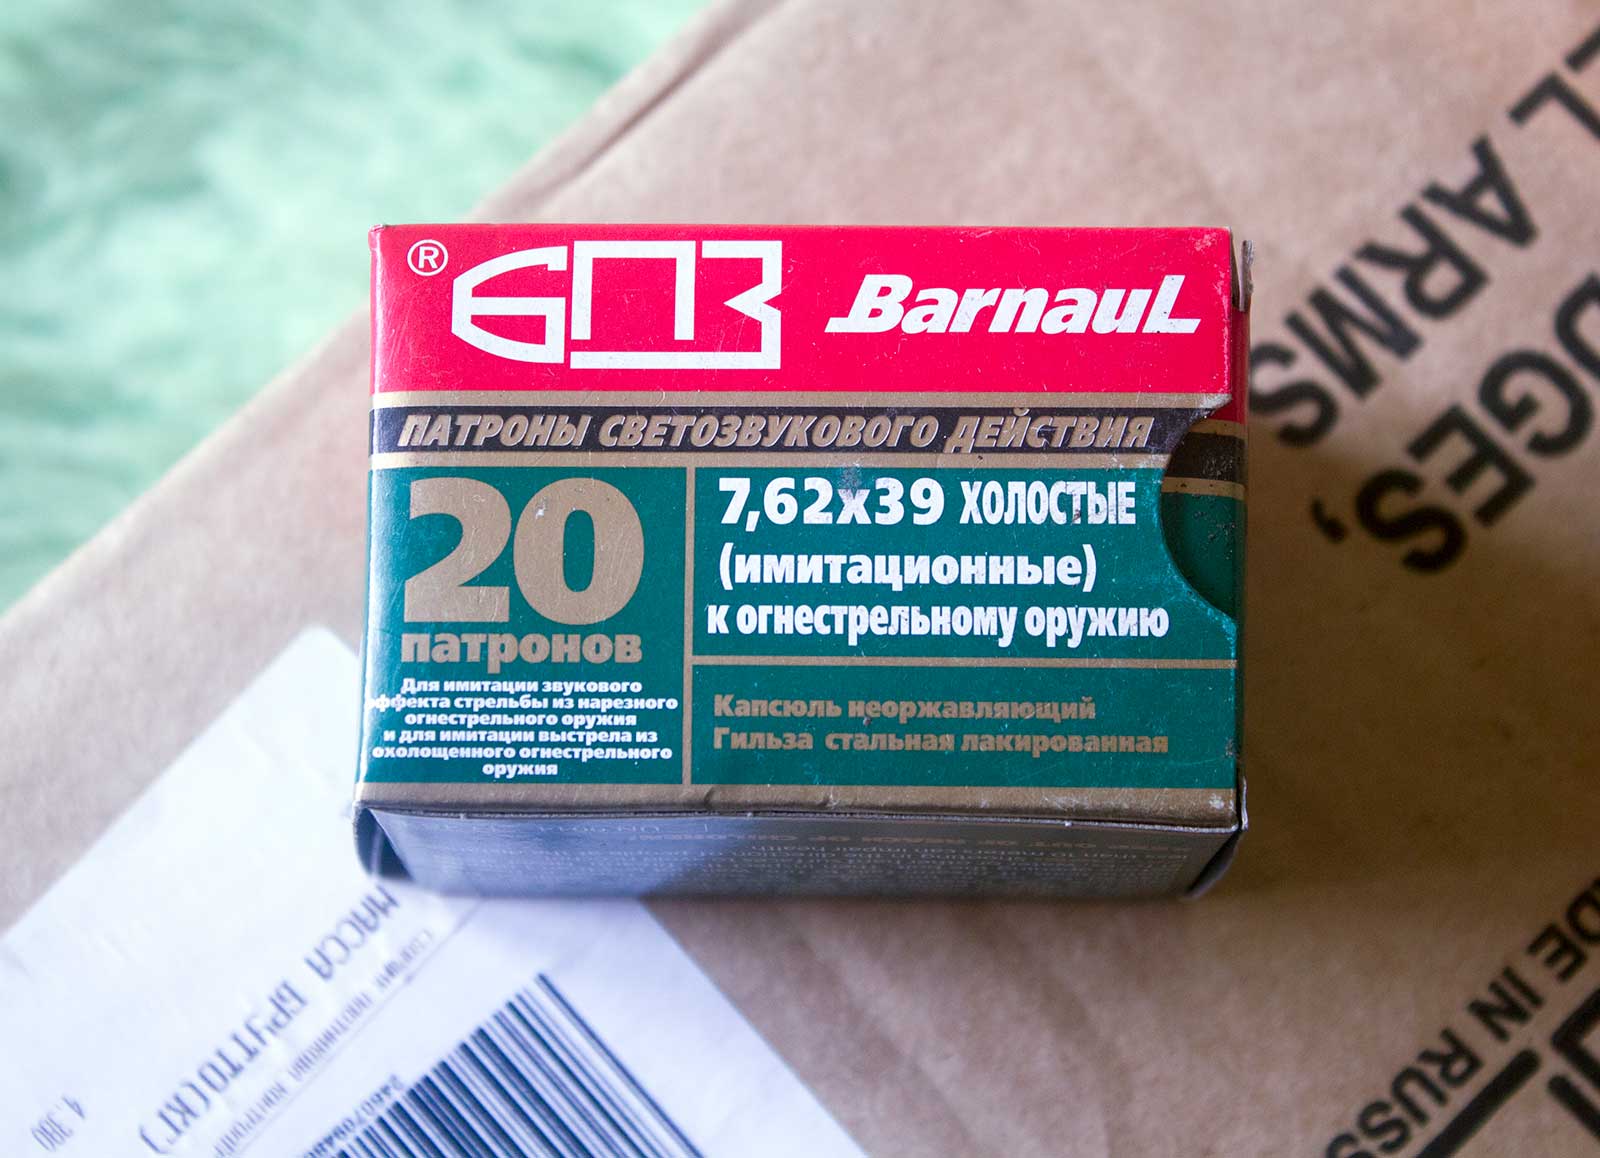 ® БПЗ Barnaul
ПАТРОНЫ СВЕТОЗВУКОВОГО ДЕЙСТВИЯ
20
патронов
Для имитации звукового
эффекта стрельбы из нарезного
огнестрельного оружия
и для имитации выстрела из
охолощенного огнестрельного
оружия
7,62x39 ХОЛОСТЫЕ
(имитационные)
к огнестрельному оружию
Капсюль неоржавляющий
Гильза стальная лакированная
ARMS
DGES,
IN RUSS
МАССА БРУТТО(КГ)